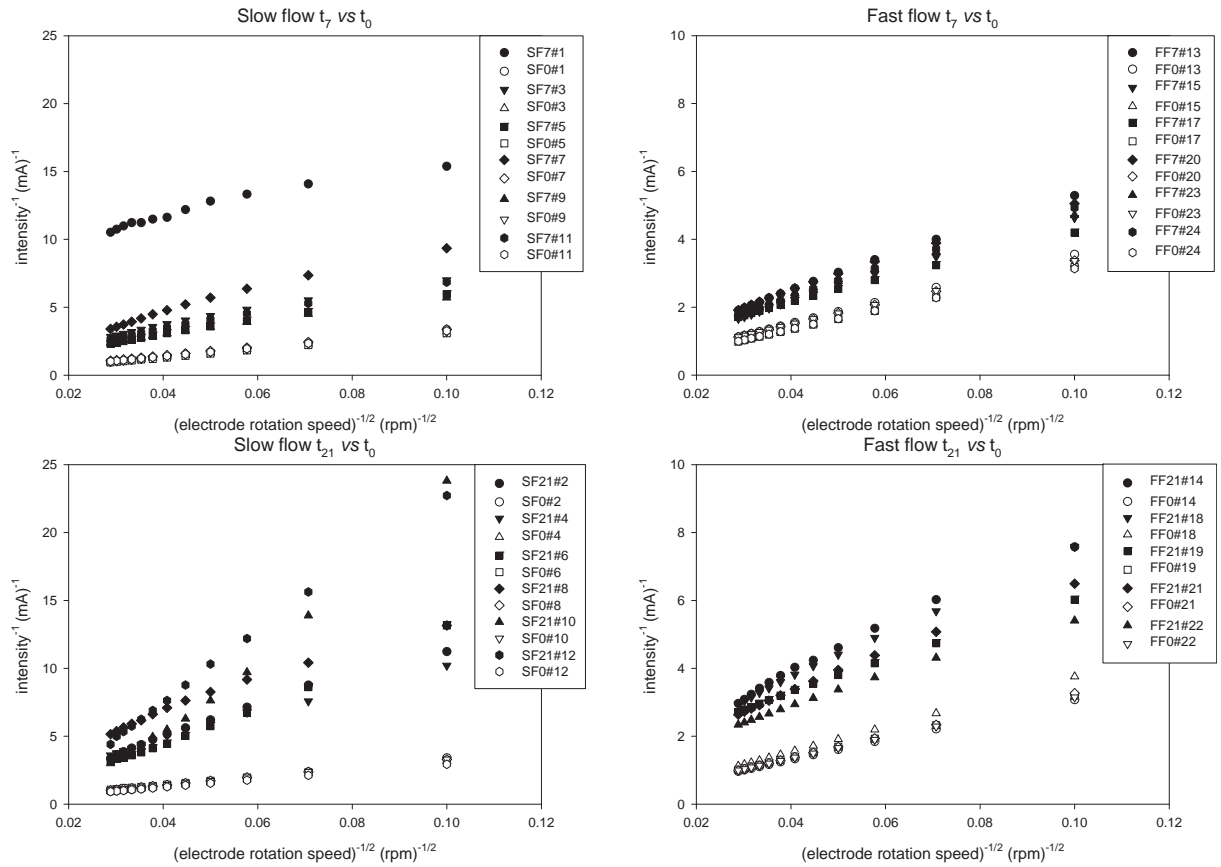 Slow flow t7 vs t0
intensity-1 (mA)-1
25
20
15
10
5
0
0.02 0.04 0.06 0.08 0.10 0.12
(electrode rotation speed)-1/2 (rpm)-1/2
SF7#1
SF0#1
SF7#3
SF0#3
SF7#5
SF0#5
SF7#7
SF0#7
SF7#9
SF0#9
SF7#11
SF0#11
Fast flow t7 vs t0
intensity-1 (mA)-1
10
8
6
4
2
0
0.02 0.04 0.06 0.08 0.10 0.12
(electrode rotation speed)-1/2 (rpm)-1/2
FF7#13
FF0#13
FF7#15
FF0#15
FF7#17
FF0#17
FF7#20
FF0#20
FF7#23
FF0#23
FF7#24
FF0#24
Slow flow t21 vs t0
intensity-1 (mA)-1
25
20
15
10
5
0
0.02 0.04 0.06 0.08 0.10 0.12
(electrode rotation speed)-1/2 (rpm)-1/2
SF21#2
SF0#2
SF21#4
SF0#4
SF21#6
SF0#6
SF21#8
SF0#8
SF21#10
SF0#10
SF21#12
SF0#12
Fast flow t21 vs t0
intensity-1 (mA)-1
10
8
6
4
2
0
0.02 0.04 0.06 0.08 0.10 0.12
(electrode rotation speed)-1/2 (rpm)-1/2
FF21#14
FF0#14
FF21#18
FF0#18
FF21#19
FF0#19
FF21#21
FF0#21
FF21#22
FF0#22